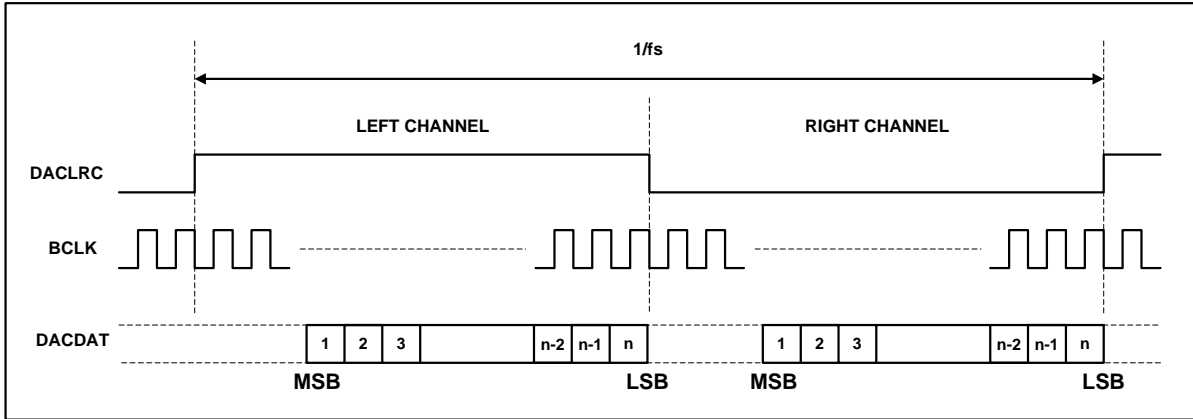 1/fs
LEFT CHANNEL RIGHT CHANNEL
DACLRC
BCLK
DACDAT 1 2 3 n-2 n-1 n 1 2 3 n-2 n-1 n
MSB LSB MSB LSB